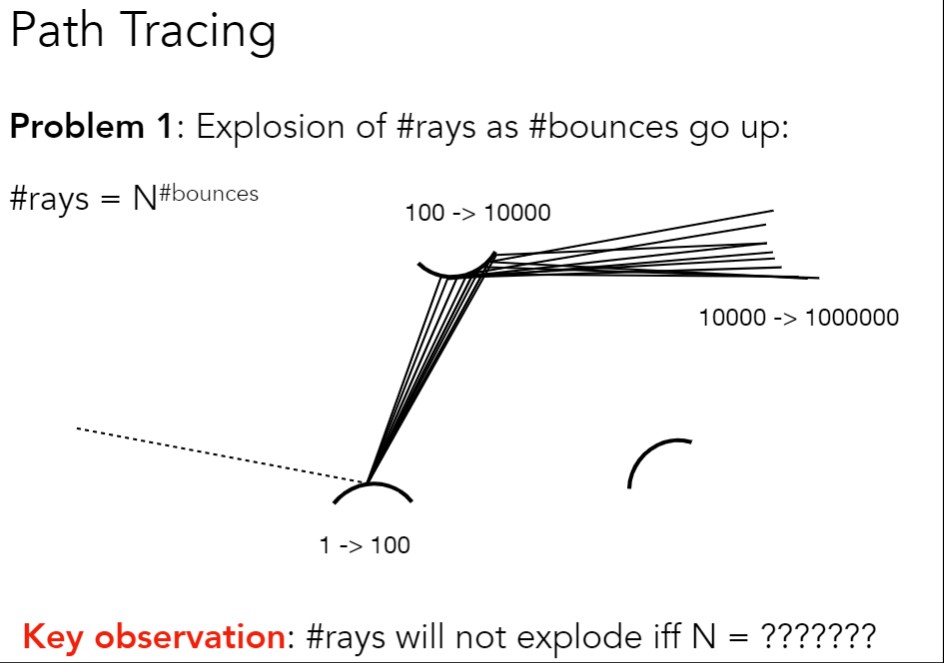 Path Tracing
Problem 1: Explosion of #rays as #bounces go up:
#rays = N#bounces
100 -> 10000
10000 -> 1000000
1 -> 100
Key observation: #rays will not explode iff N = ???????